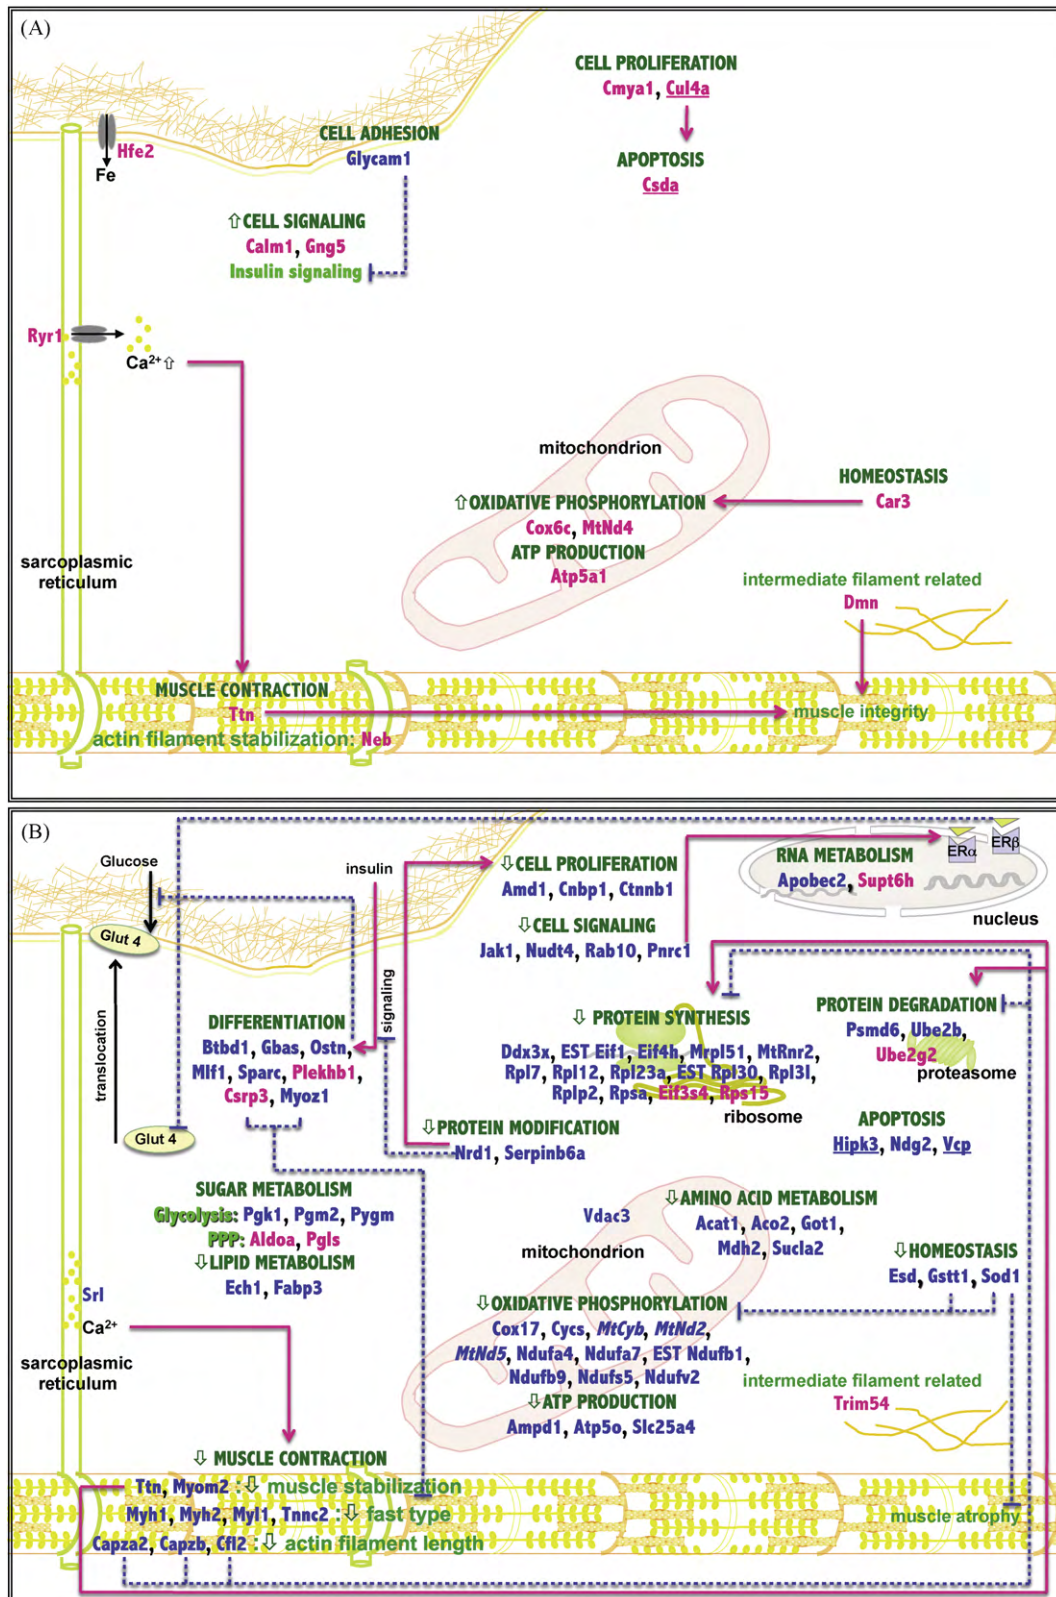 (A)
CELL PROLIFERATION
Cmya1, Cul4a
APOPTOSIS
Csda
Hfe2
Fe
CELL ADHESION
Glycam1
⇧CELL SIGNALING
Calm1, Gng5
Insulin signaling
Ryr1
Ca²⁺⇧
mitochondrion
HOMEOSTASIS
Car3
⇧OXIDATIVE PHOSPHORYLATION
Cox6c, MtNd4
ATP PRODUCTION
Atp5a1
sarcoplasmic
reticulum
intermediate filament related
Dmn
MUSCLE CONTRACTION
Ttn
muscle integrity
actin filament stabilization: Neb
(B)
Glucose
insulin
Glut 4
translocation
Glut 4
signaling
⇩CELL PROLIFERATION
Amd1, Cnbp1, Ctnnb1
⇩CELL SIGNALING
Jak1, Nudt4, Rab10, Pnrc1
ERα
ERβ
RNA METABOLISM
Apobec2, Supt6h
nucleus
DIFFERENTIATION
Btbd1, Gbas, Ostn,
Mlf1, Sparc, Plekhb1,
Csrp3, Myoz1
⇩ PROTEIN SYNTHESIS
Ddx3x, EST Eif1, Eif4h, Mrpl51, MtRnr2,
Rpl7, Rpl12, Rpl23a, EST Rpl30, Rpl3l,
Rplp2, Rpsa, Eif3s4, Rps15
ribosome
PROTEIN DEGRADATION
Psmd6, Ube2b,
Ube2g2
proteasome
⇩PROTEIN MODIFICATION
Nrd1, Serpinb6a
APOPTOSIS
Hipk3, Ndg2, Vcp
SUGAR METABOLISM
Glycolysis: Pgk1, Pgm2, Pygm
PPP: Aldoa, Pgls
⇩LIPID METABOLISM
Ech1, Fabp3
Vdac3
mitochondrion
⇩AMINO ACID METABOLISM
Acat1, Aco2, Got1,
Mdh2, Sucla2
⇩HOMEOSTASIS
Esd, Gstt1, Sod1
Srl
Ca²⁺
sarcoplasmic
reticulum
⇩OXIDATIVE PHOSPHORYLATION
Cox17, Cycs, MtCyb, MtNd2,
MtNd5, Ndufa4, Ndufa7, EST Ndufb1,
Ndufb9, Ndufs5, Ndufv2
⇩ATP PRODUCTION
Ampd1, Atp5o, Slc25a4
intermediate filament related
Trim54
⇩ MUSCLE CONTRACTION
Ttn, Myom2 :⇩ muscle stabilization
Myh1, Myh2, Myl1, Tnnc2 :⇩ fast type
Capza2, Capzb, Cfl2 :⇩ actin filament length
muscle atrophy